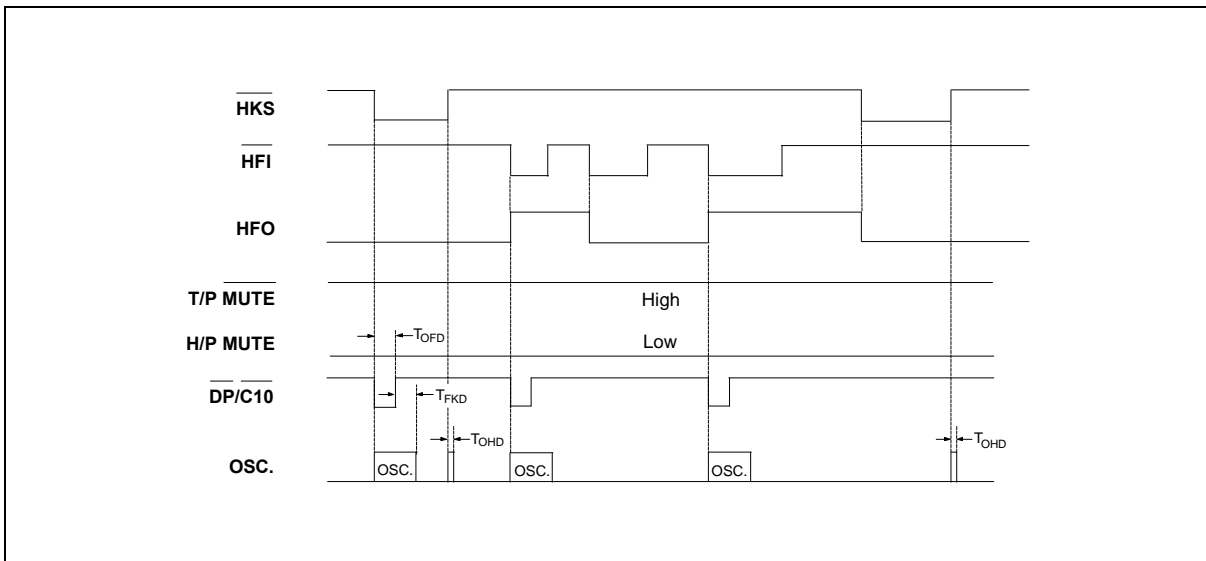 HKS
HFI
HFO
T/P MUTE
High
H/P MUTE
Low
TOFD
DP/C10
TFKD
TOHD
TOHD
OSC.
OSC.
OSC.
OSC.